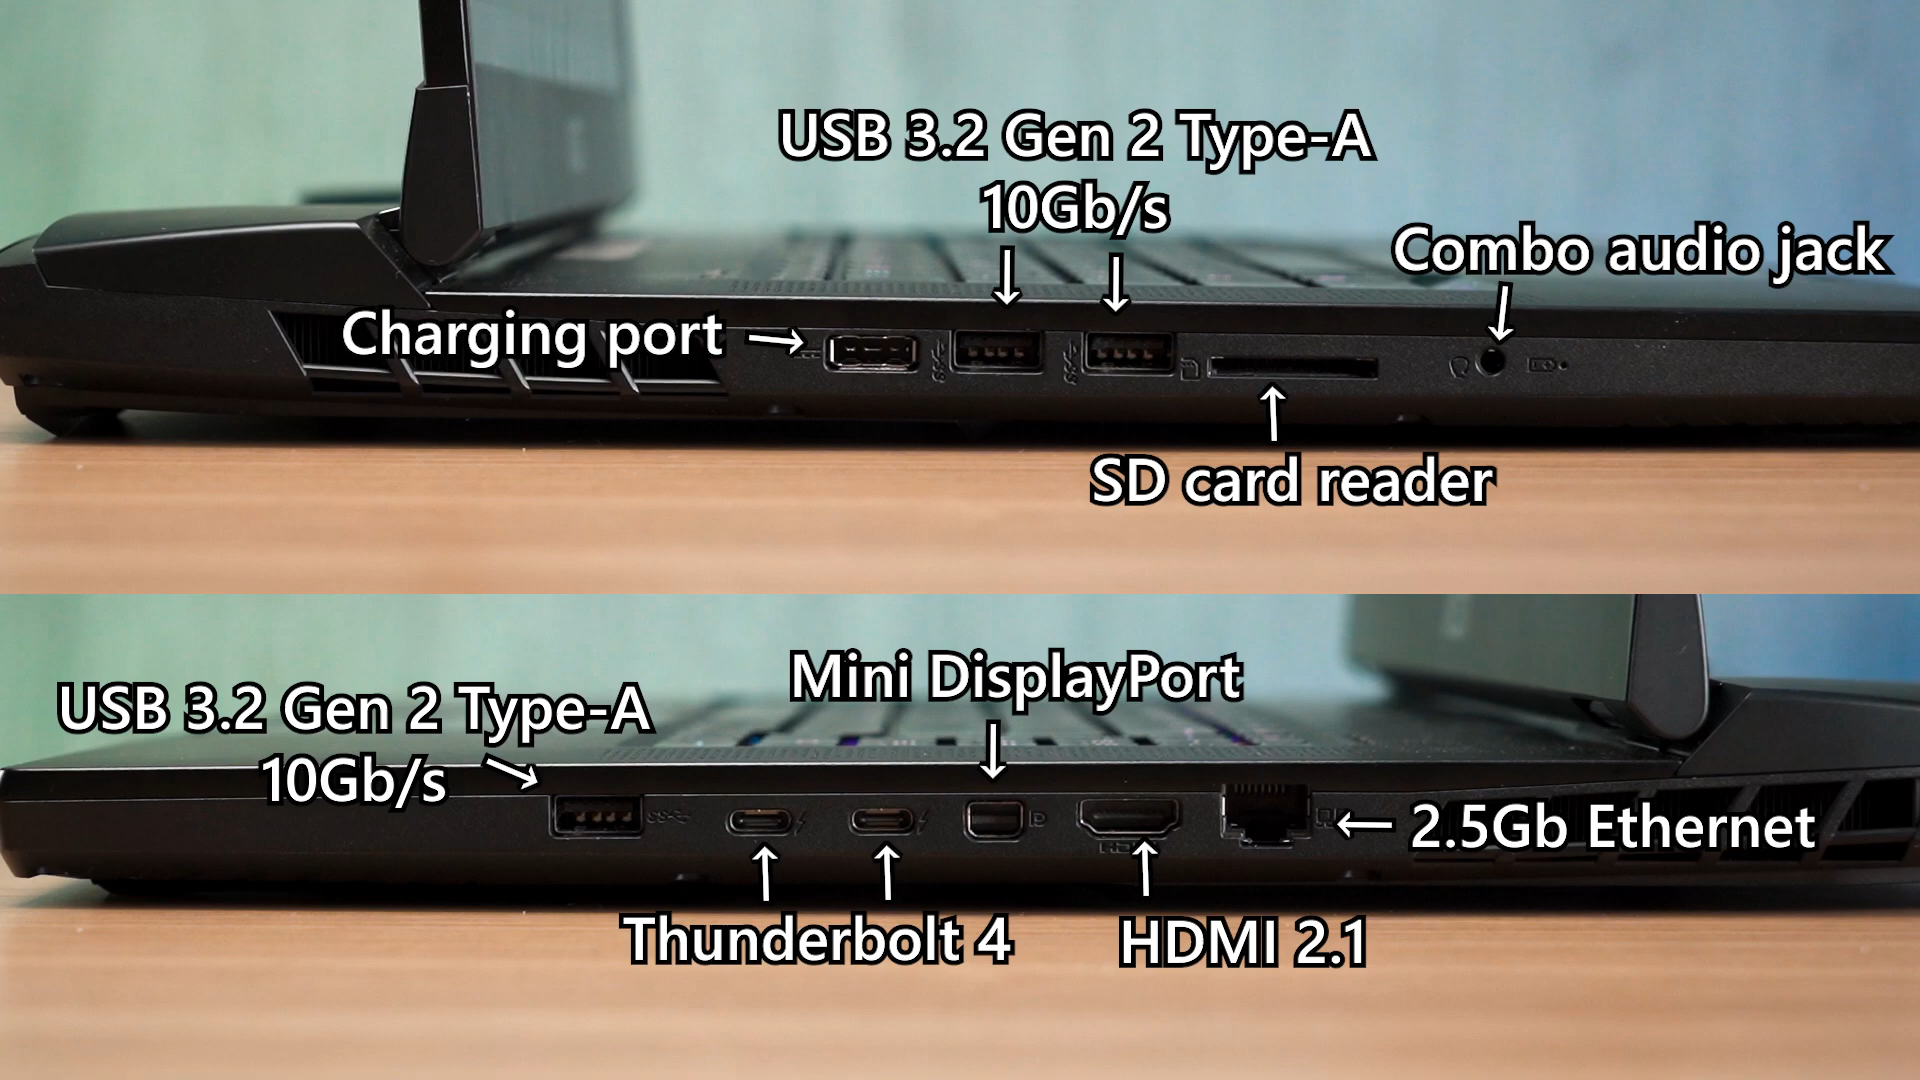 USB 3.2 Gen 2 Type-A
10Gb/s
Combo audio jack
Charging port
SD card reader
Mini DisplayPort
USB 3.2 Gen 2 Type-A
10Gb/s
2.5Gb Ethernet
Thunderbolt 4
HDMI 2.1